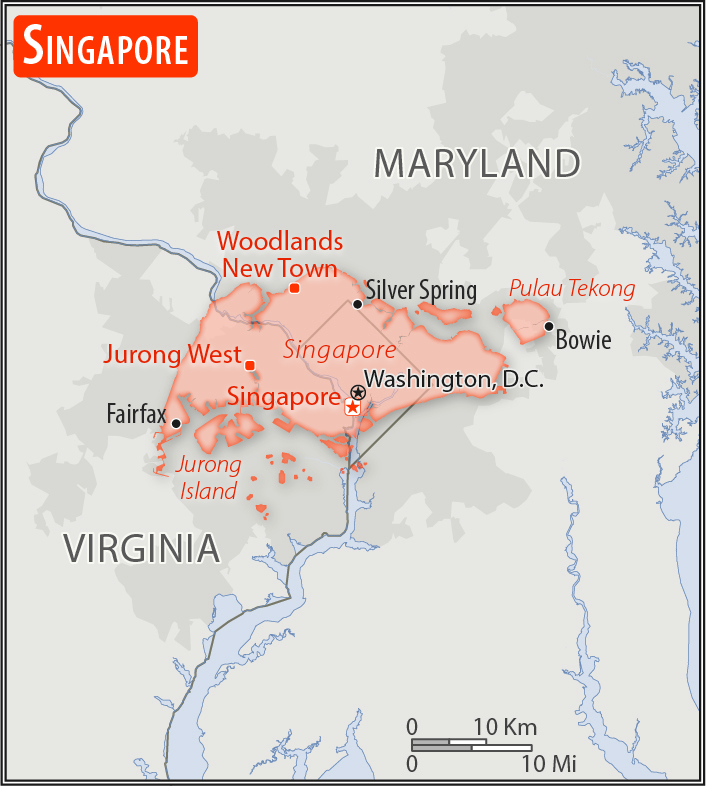 SINGAPORE
MARYLAND
Woodlands
New Town
Silver Spring
Pulau Tekong
Bowie
Jurong West
Singapore
Washington, D.C.
Singapore
Fairfax
Jurong
Island
VIRGINIA
0 10 Km
0 10 Mi